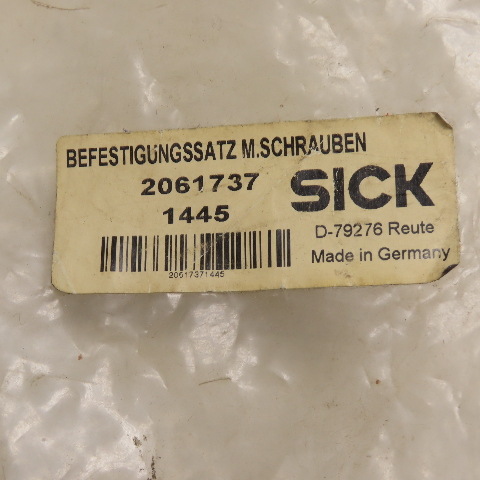 BEFESTIGUNGSSATZ M.SCHRAUBEN
2061737
1445
SICK
D-79276 Reute
Made in Germany
20617371445